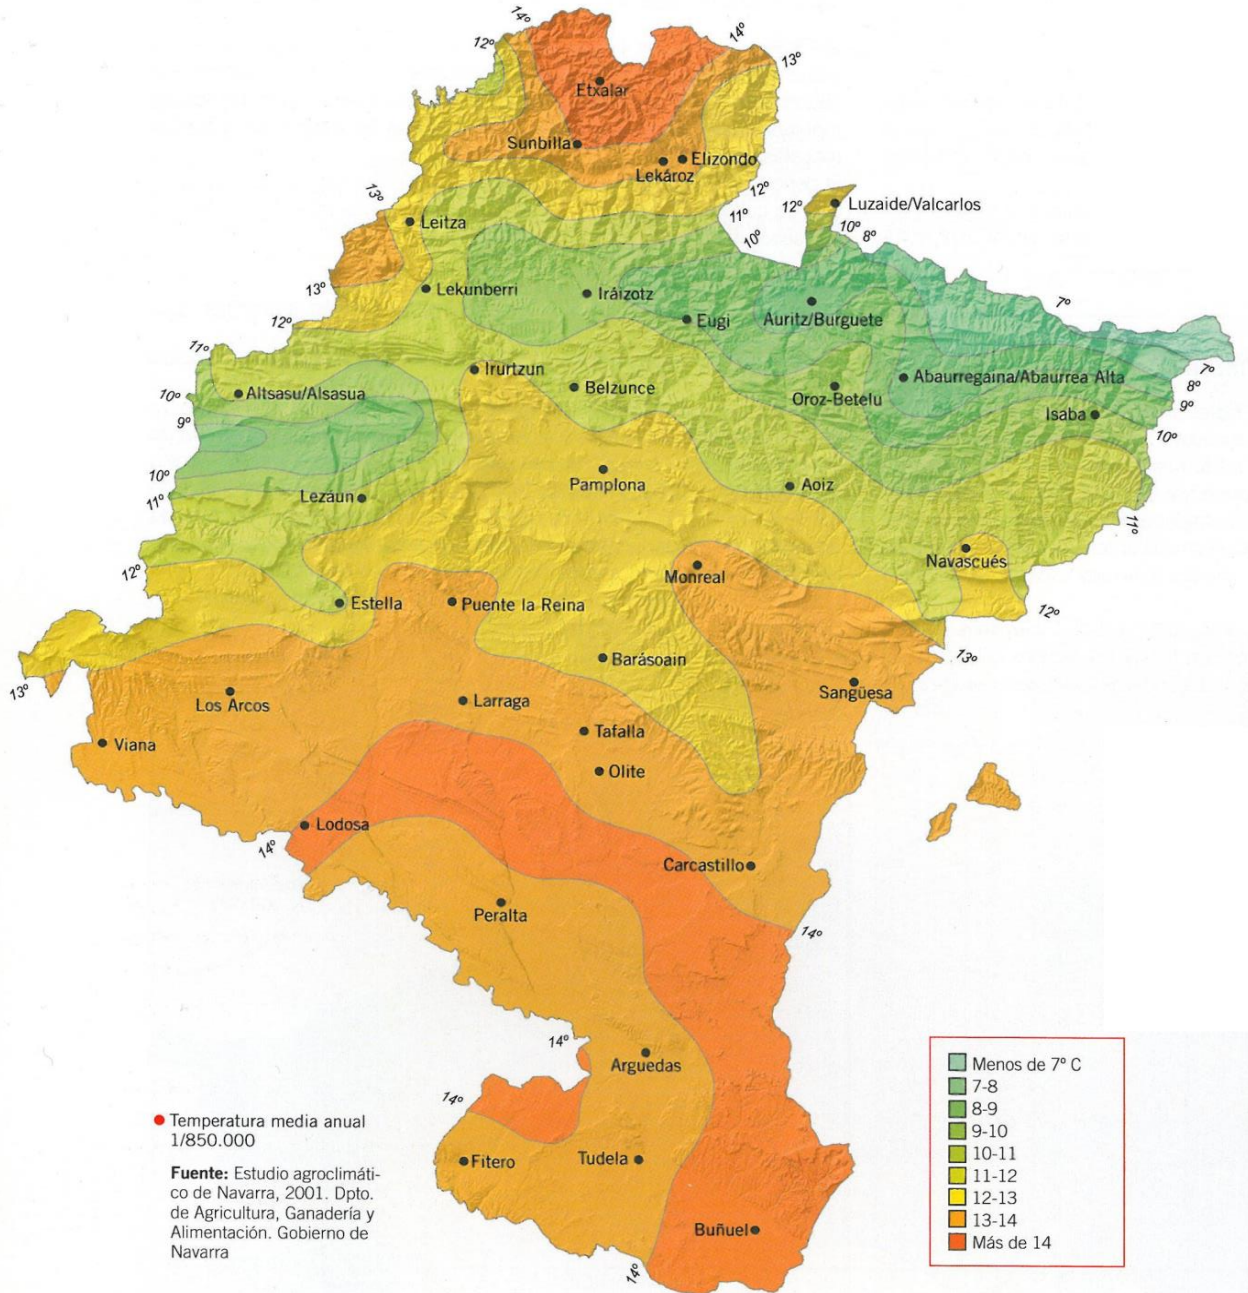 14º
14º
12º
13º
Etxalar
Sunbilla
Elizondo
Lekároz
13º
12º
12º
Luzaide/Valcarlos
11º
Leitza
10º
8º
10º
13º
Lekunberri
Iráizotz
7º
12º
Eugi
Auritz/Burguete
11º
Irurtzun
7º
Altsasu/Alsasua
Belzunce
Abaurregaina/Abaurrea Alta
8º
10º
Oroz-Betelu
9º
9º
Isaba
10º
Pamplona
10º
Lezáun
Aoiz
11º
11º
Navascués
12º
Monreal
Estella
Puente la Reina
12º
Barásoain
13º
13º
Sangüesa
Los Arcos
Larraga
Viana
Tafalla
Olite
Lodosa
14º
Carcastillo
Peralta
14º
14º
Arguedas
14º
Fitero
Tudela
Buñuel
14º
Temperatura media anual
1/850.000
Fuente: Estudio agroclimáti-
co de Navarra, 2001. Dpto.
de Agricultura, Ganadería y
Alimentación. Gobierno de
Navarra
Menos de 7º C
7-8
8-9
9-10
10-11
11-12
12-13
13-14
Más de 14